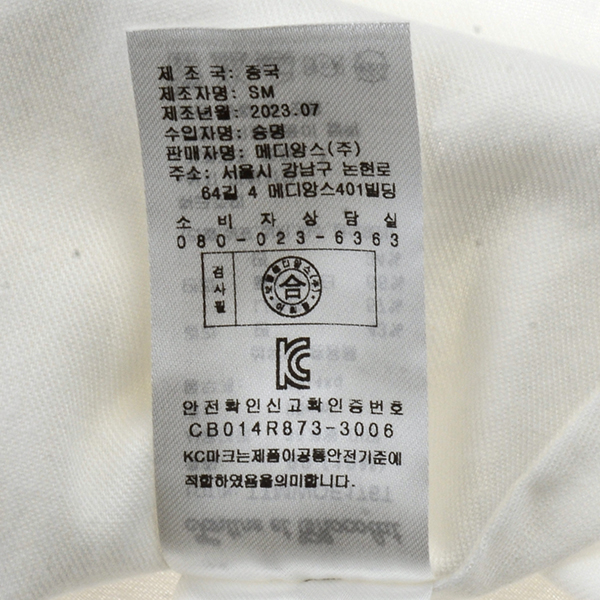 제 조 국: 중국
제조자명: SM
제조년월: 2023.07
수입자명: 승명
판매자명: 메디앙스(주)
주소: 서울시 강남구 논현로
64길 4 메디앙스401빌딩
소 비 자 상 담 실
080-023-6363
검사필
合
안전확인신고확인증번호
CB014R873-3006
KC마크는제품이공통안전기준에
적합하였음을의미합니다.